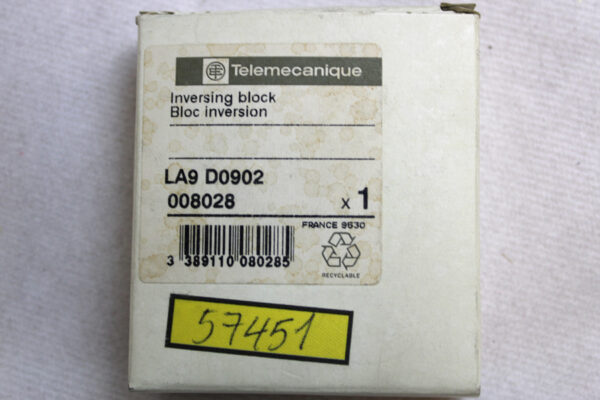 Telemecanique
Inversing block
Bloc inversion
LA9 D0902
008028 x 1
FRANCE 9630
3 389110 080285
RECYCLABLE
57451